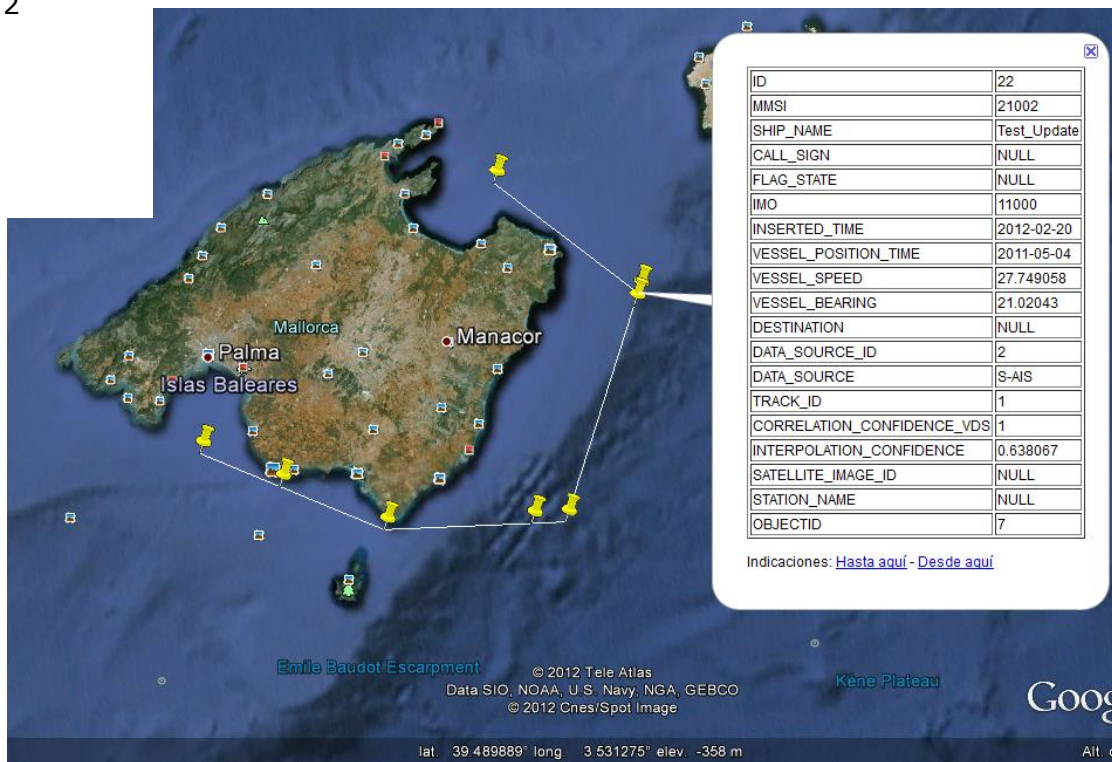 2
ID 22
MMSI 21002
SHIP_NAME Test_Update
CALL_SIGN NULL
FLAG_STATE NULL
IMO 11000
INSERTED_TIME 2012-02-20
VESSEL_POSITION_TIME 2011-05-04
VESSEL_SPEED 27.749058
VESSEL_BEARING 21.02043
DESTINATION NULL
DATA_SOURCE_ID 2
DATA_SOURCE S-AIS
TRACK_ID 1
CORRELATION_CONFIDENCE_VDS 1
INTERPOLATION_CONFIDENCE 0.638067
SATELLITE_IMAGE_ID NULL
STATION_NAME NULL
OBJECTID 7
Indicaciones: Hasta aquí - Desde aquí
Mallorca
Manacor
Palma
Islas Baleares
Emile Baudot Escarpment
Kéne Plateau
© 2012 Tele Atlas
Data SIO, NOAA, U.S. Navy, NGA, GEBCO
© 2012 Cnes/Spot Image
Goog
lat. 39.489889° long. 3.531275° elev. -358 m
Alt.